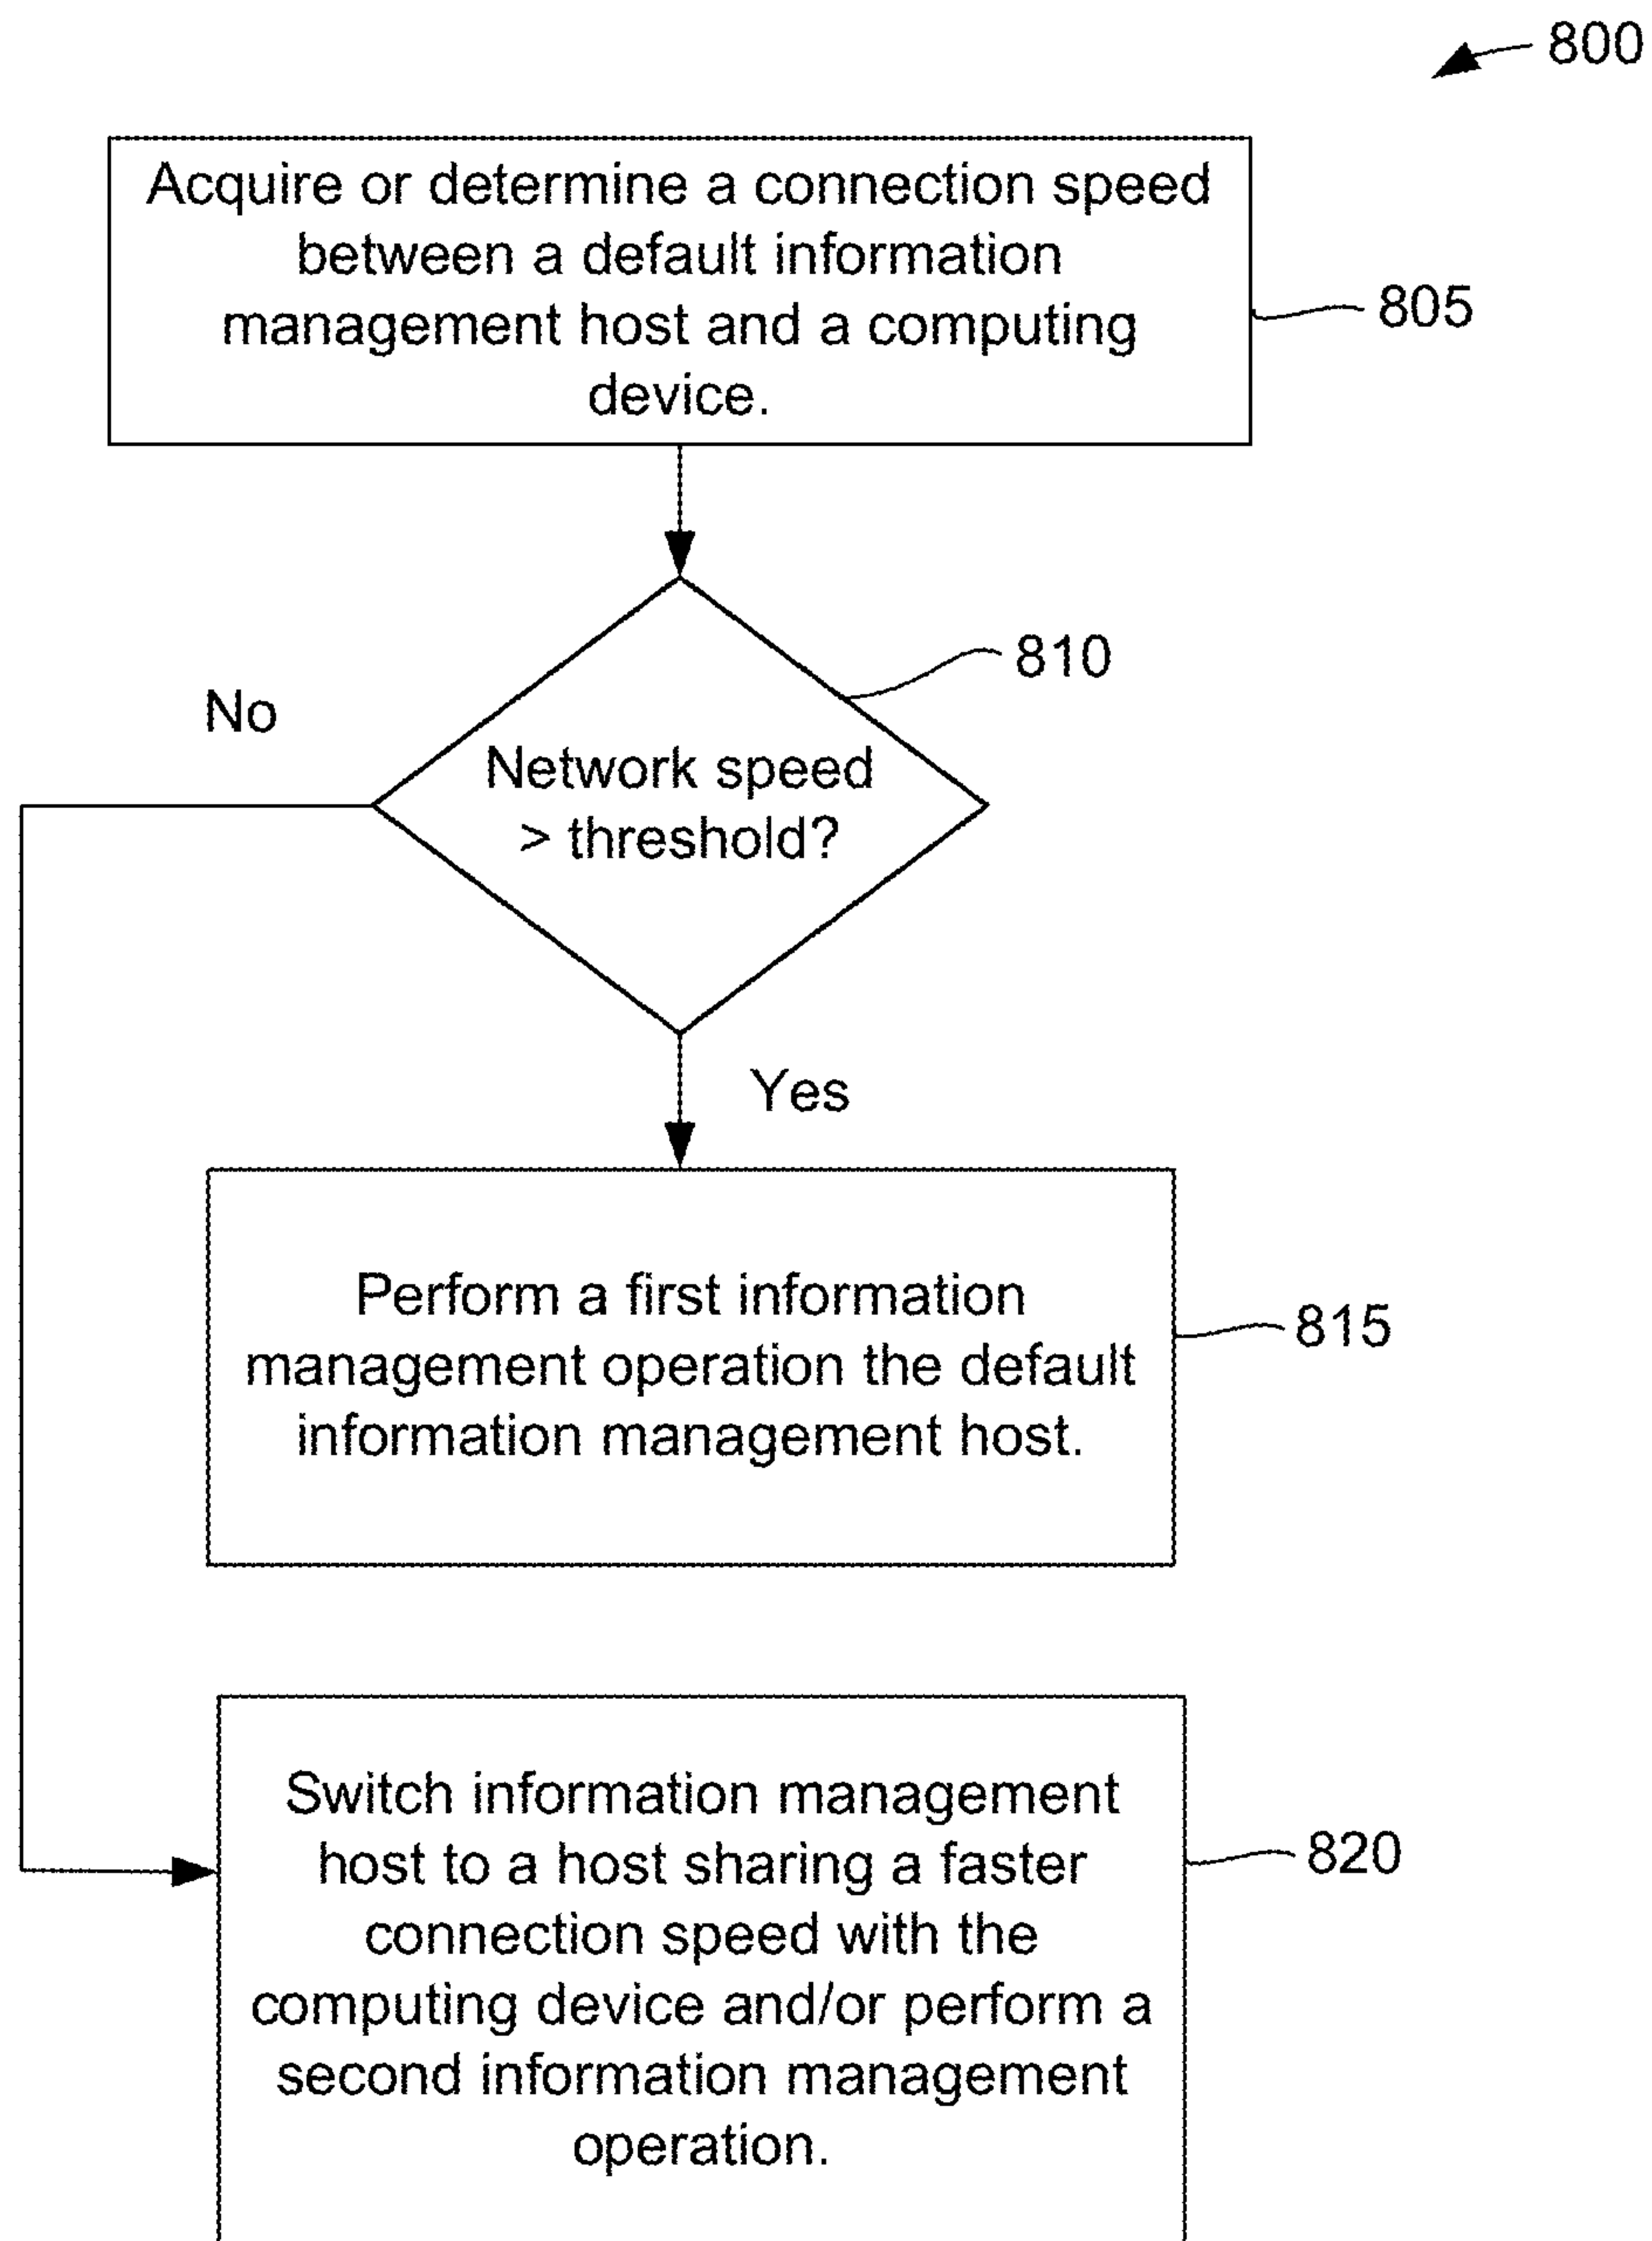 800
Acquire or determine a connection speed
between a default information
management host and a computing
device.
805
810
No
Network speed
> threshold?
Yes
Perform a first information
management operation the default
information management host.
815
Switch information management
host to a host sharing a faster
connection speed with the
computing device and/or perform a
second information management
operation.
820